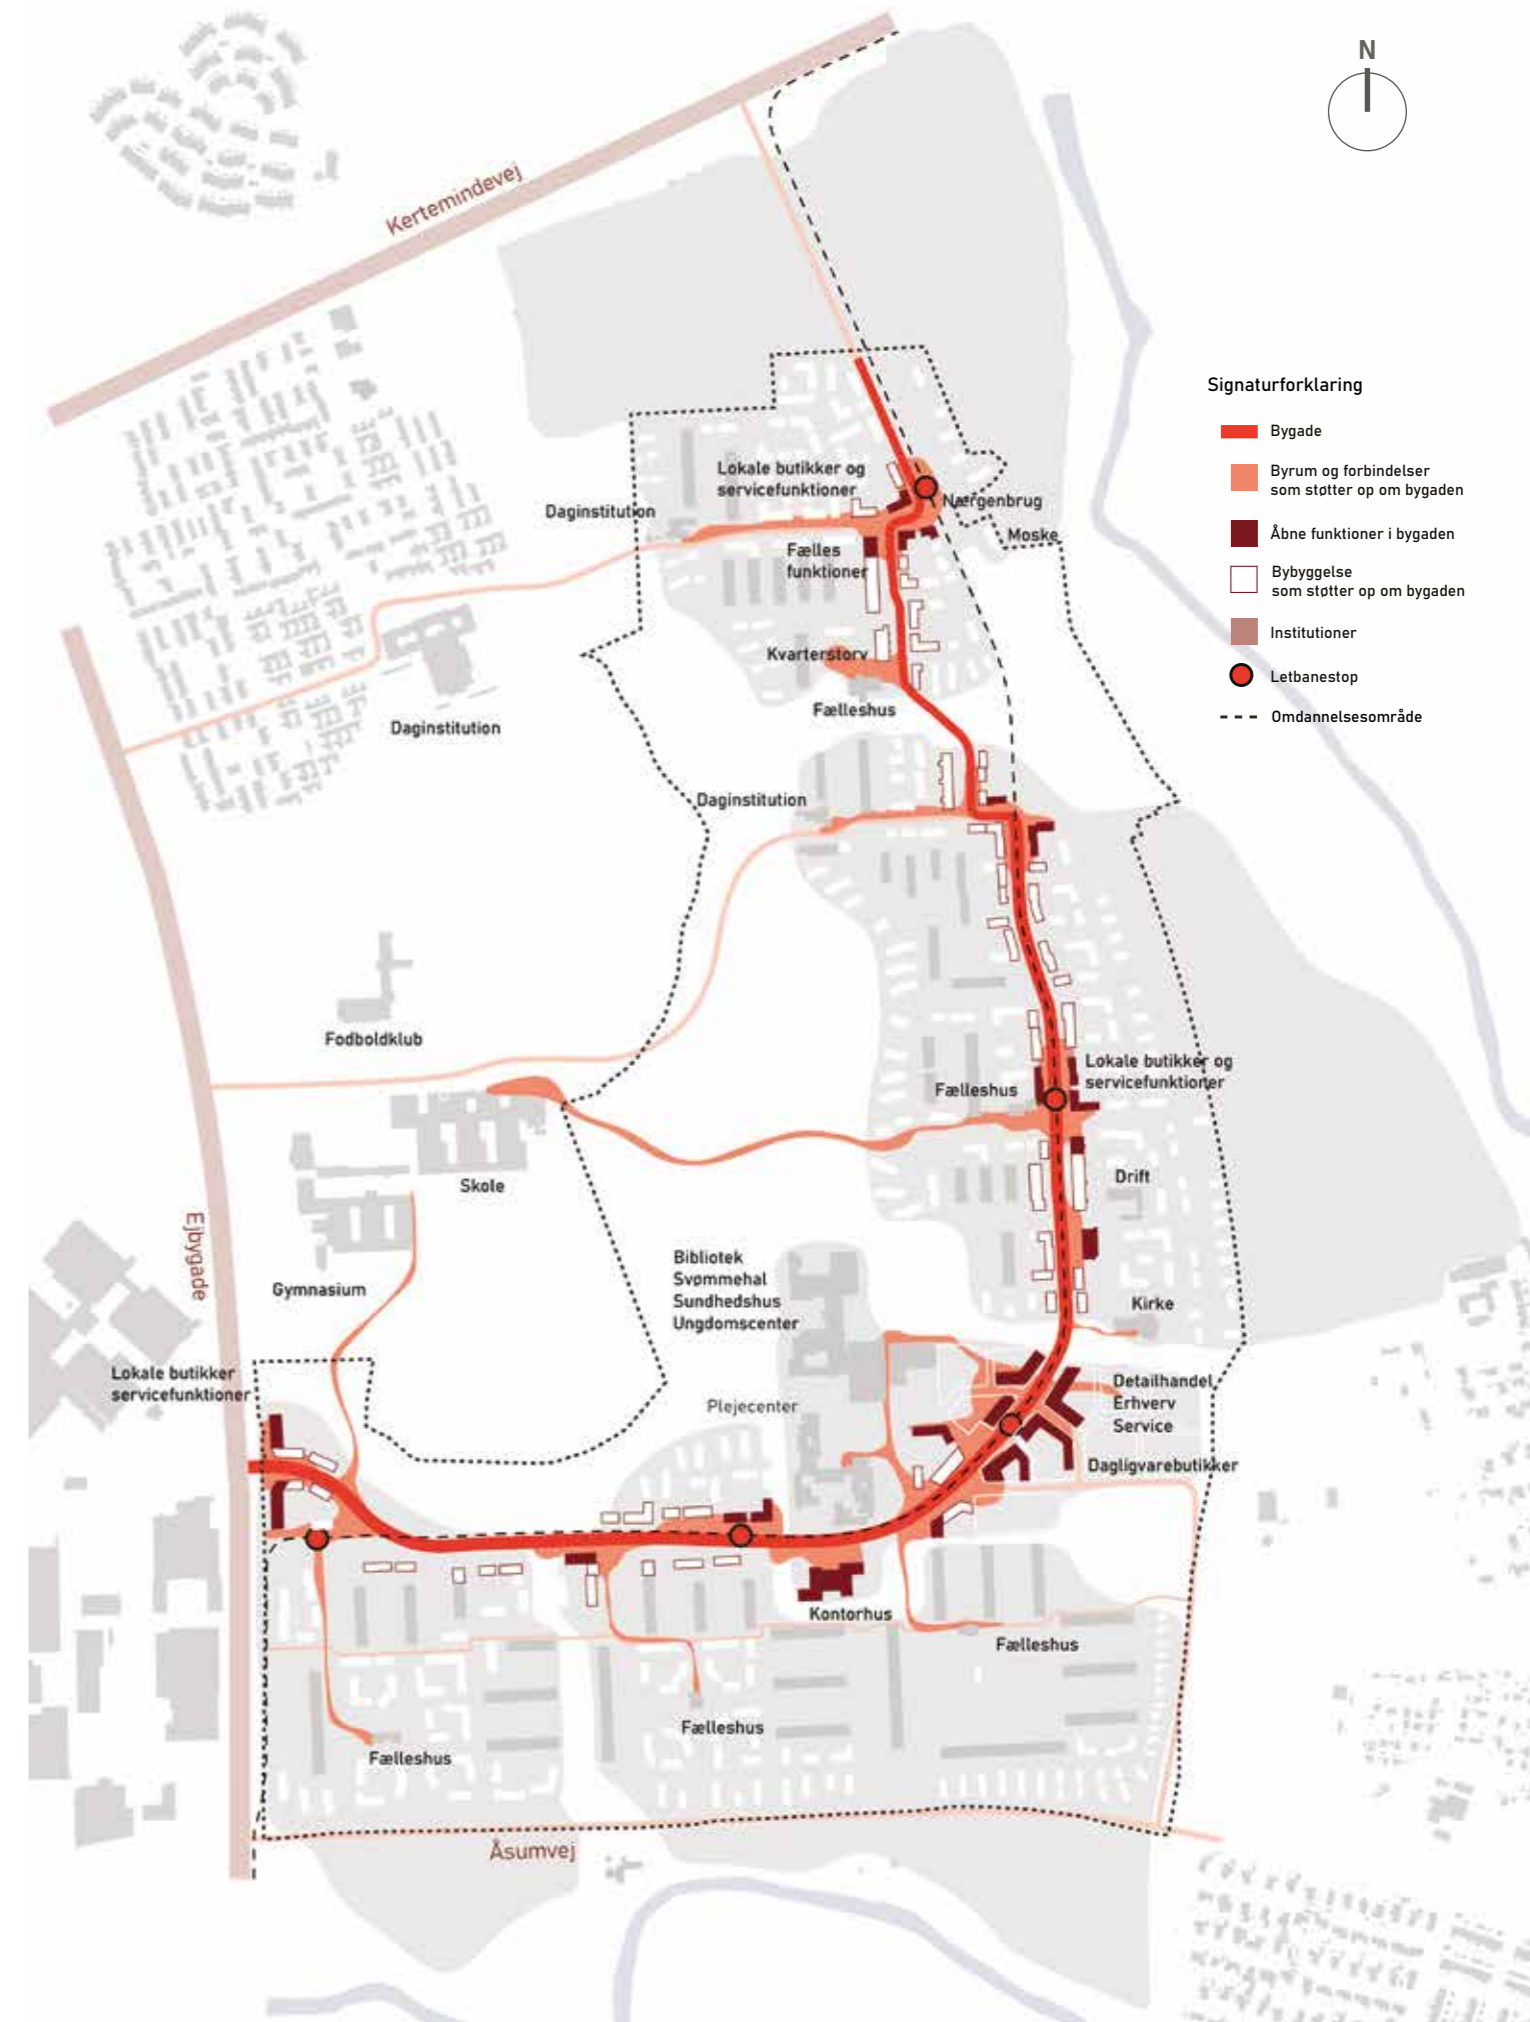 N
Kertemindevej
Signaturforklaring
Bygade
Byrum og forbindelser
som støtter op om bygaden
Åbne funktioner i bygaden
Bybyggelse
som støtter op om bygaden
Institutioner
Letbanestop
Omdannelsesområde
Lokale butikker og
servicefunktioner
Daginstitution
Nærgenbrug
Moske
Fælles
funktioner
Kvarterstorv
Fælleshus
Daginstitution
Daginstitution
Fodboldklub
Lokale butikker og
servicefunktioner
Fælleshus
Skole
Drift
Ejbygade
Gymnasium
Bibliotek
Svømmehal
Sundhedshus
Ungdomscenter
Kirke
Lokale butikker
servicefunktioner
Plejecenter
Detailhandel
Erhverv
Service
Dagligvarebutikker
Kontorhus
Fælleshus
Fælleshus
Fælleshus
Åsumvej